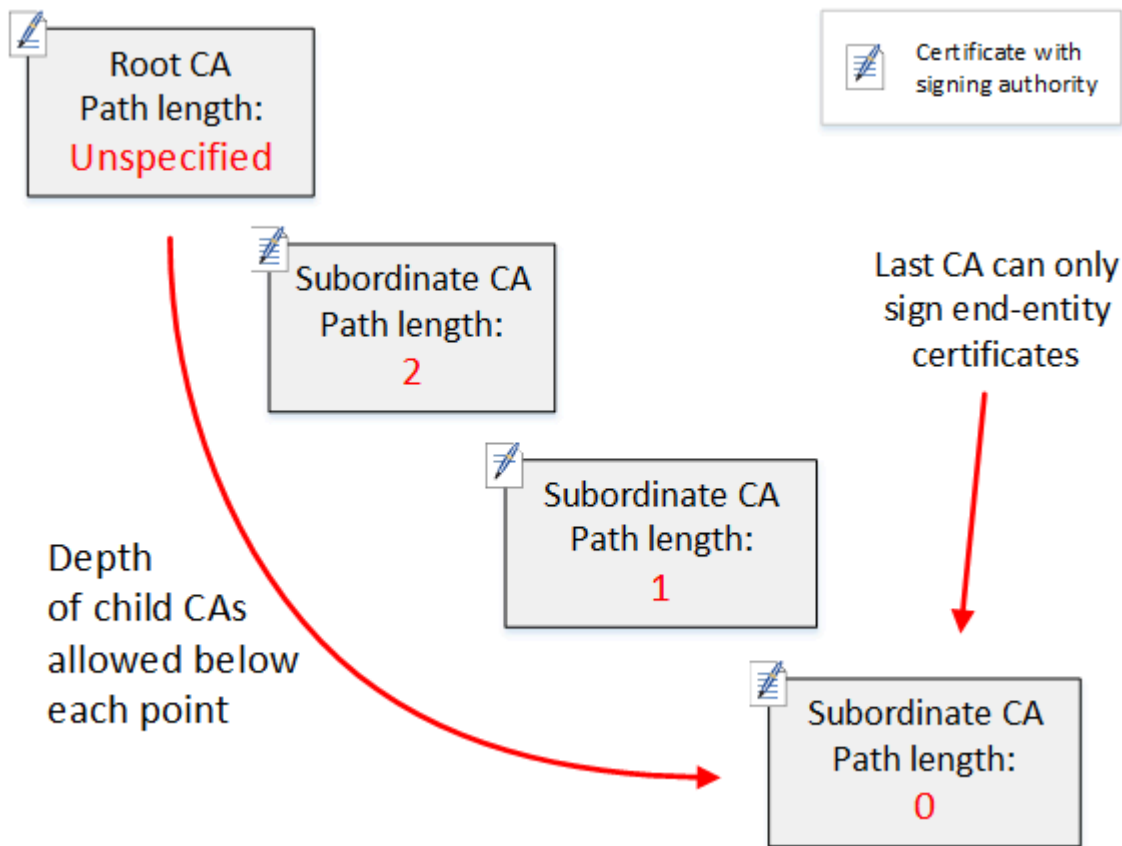 Root CA
Path length:
Unspecified
Certificate with
signing authority
Subordinate CA
Path length:
2
Last CA can only
sign end-entity
certificates
Subordinate CA
Path length:
1
Depth
of child CAs
allowed below
each point
Subordinate CA
Path length:
0